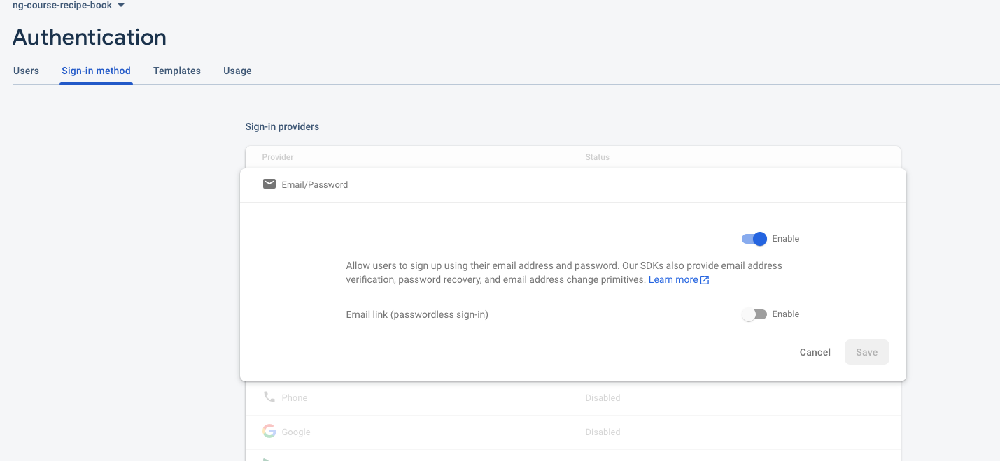 ng-course-recipe-book
Authentication
Users Sign-in method Templates Usage
Sign-in providers
Provider Status
Email/Password
Enable
Allow users to sign up using their email address and password. Our SDKs also provide email address
verification, password recovery, and email address change primitives. Learn more
Email link (passwordless sign-in) Enable
Cancel Save
Phone Disabled
Google Disabled